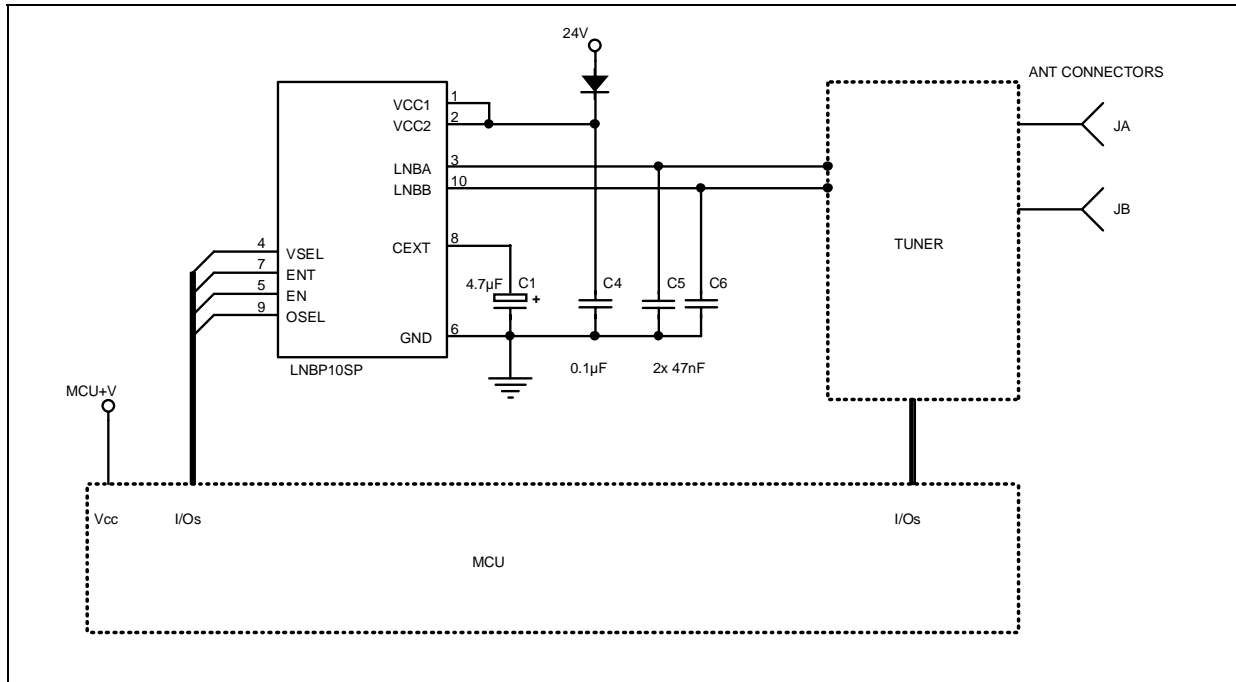 24V
ANT CONNECTORS
VCC1
1
VCC2
2
JA
LNBA
3
LNBB
10
JB
TUNER
CEXT
8
4
VSEL
7
ENT
5
EN
9
OSEL
4.7µF
C1
+
C4
C5
C6
GND
6
LNBP10SP
0.1µF
2x 47nF
MCU+V
Vcc
I/Os
I/Os
MCU